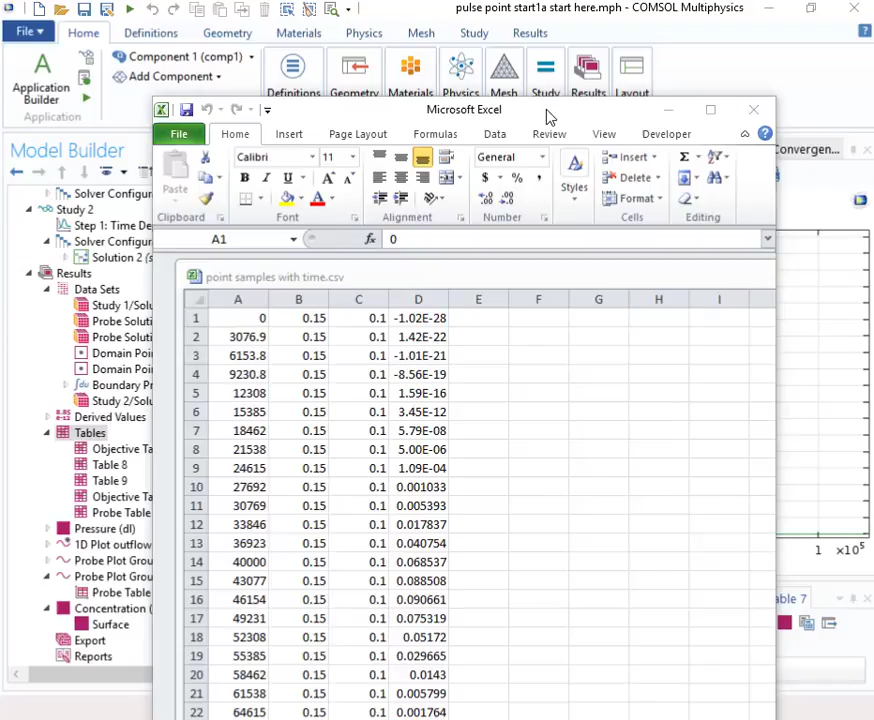 pulse point start1a start here.mph - COMSOL Multiphysics
File Home Definitions Geometry Materials Physics Mesh Study Results
Application Builder
Component 1 (comp1)
Add Component
Definitions Geometry Materials Physics Mesh Study Results Layout
Application
Microsoft Excel
File Home Insert Page Layout Formulas Data Review View Developer
Paste
Calibri 11
B I U A
General
$ % ,
Styles
Insert
Delete
Format
Clipboard Font Alignment Number Cells Editing
A1 fx 0
point samples with time.csv
A B C D E F G H I
1 0 0.15 0.1 -1.02E-28
2 3076.9 0.15 0.1 1.42E-22
3 6153.8 0.15 0.1 -1.01E-21
4 9230.8 0.15 0.1 -8.56E-19
5 12308 0.15 0.1 1.59E-16
6 15385 0.15 0.1 3.45E-12
7 18462 0.15 0.1 5.79E-08
8 21538 0.15 0.1 5.00E-06
9 24615 0.15 0.1 1.09E-04
10 27692 0.15 0.1 0.001033
11 30769 0.15 0.1 0.005393
12 33846 0.15 0.1 0.017837
13 36923 0.15 0.1 0.040754
14 40000 0.15 0.1 0.068537
15 43077 0.15 0.1 0.088508
16 46154 0.15 0.1 0.090661
17 49231 0.15 0.1 0.075319
18 52308 0.15 0.1 0.05172
19 55385 0.15 0.1 0.029665
20 58462 0.15 0.1 0.0143
21 61538 0.15 0.1 0.005799
22 64615 0.15 0.1 0.001764
Model Builder
Solver Configur
Study 2
Step 1: Time De
Solver Configur
Solution 2 (s
Results
Data Sets
Study 1/Solu
Probe Soluti
Probe Soluti
Domain Poi
Domain Poi
Boundary Pr
Study 2/Solu
Derived Values
Tables
Objective Ta
Table 8
Table 9
Objective Ta
Probe Table
Pressure (dl)
1D Plot outflow
Probe Plot Grou
Probe Plot Grou
Probe Table
Concentration (
Surface
Export
Reports
Convergen...
1 ×10⁵
able 7